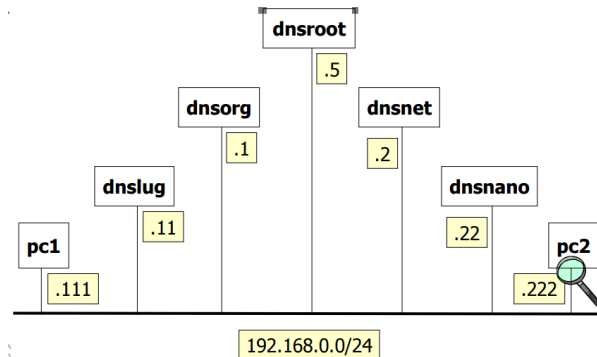 dnsroot
.5
dnsorg
dnsnet
.1
.2
dnslug
dnsnano
.11
.22
pc1
pc2
.111
.222
192.168.0.0/24